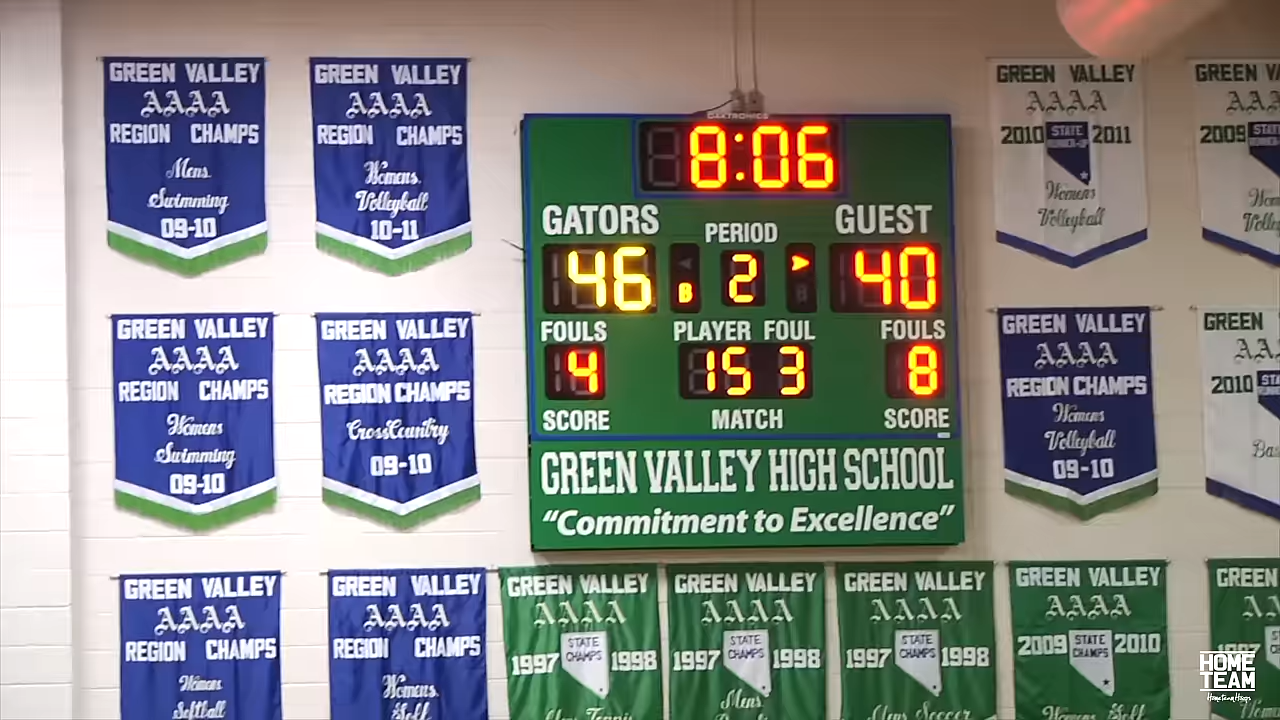 GREEN VALLEY
AAAA
REGION CHAMPS
Mens
Swimming
09-10
GREEN VALLEY
AAAA
REGION CHAMPS
Womens
Volleyball
10-11
DAKTRONICS
8:06
GATORS
PERIOD
GUEST
46
B
2
40
FOULS
PLAYER FOUL
FOULS
4
15 3
8
SCORE
MATCH
SCORE
GREEN VALLEY HIGH SCHOOL
"Commitment to Excellence"
GREEN VALLEY
AAAA
2010 STATE RUNNER-UP 2011
Womens
Volleyball
GREEN
2009
GREEN VALLEY
AAAA
REGION CHAMPS
Womens
Swimming
09-10
GREEN VALLEY
AAAA
REGION CHAMPS
CrossCountry
09-10
GREEN VALLEY
AAAA
REGION CHAMPS
Womens
Volleyball
09-10
GREEN
2010
GREEN VALLEY
AAAA
REGION CHAMPS
Womens
Softball
GREEN VALLEY
AAAA
REGION CHAMPS
Womens
Golf
GREEN VALLEY
AAAA
1997 STATE CHAMPS 1998
Mens Tennis
GREEN VALLEY
AAAA
1997 STATE CHAMPS 1998
Mens
GREEN VALLEY
AAAA
1997 STATE CHAMPS 1998
Mens Soccer
GREEN VALLEY
AAAA
2009 STATE CHAMPS 2010
Womens Golf
GREEN
1997
HOME
TEAM